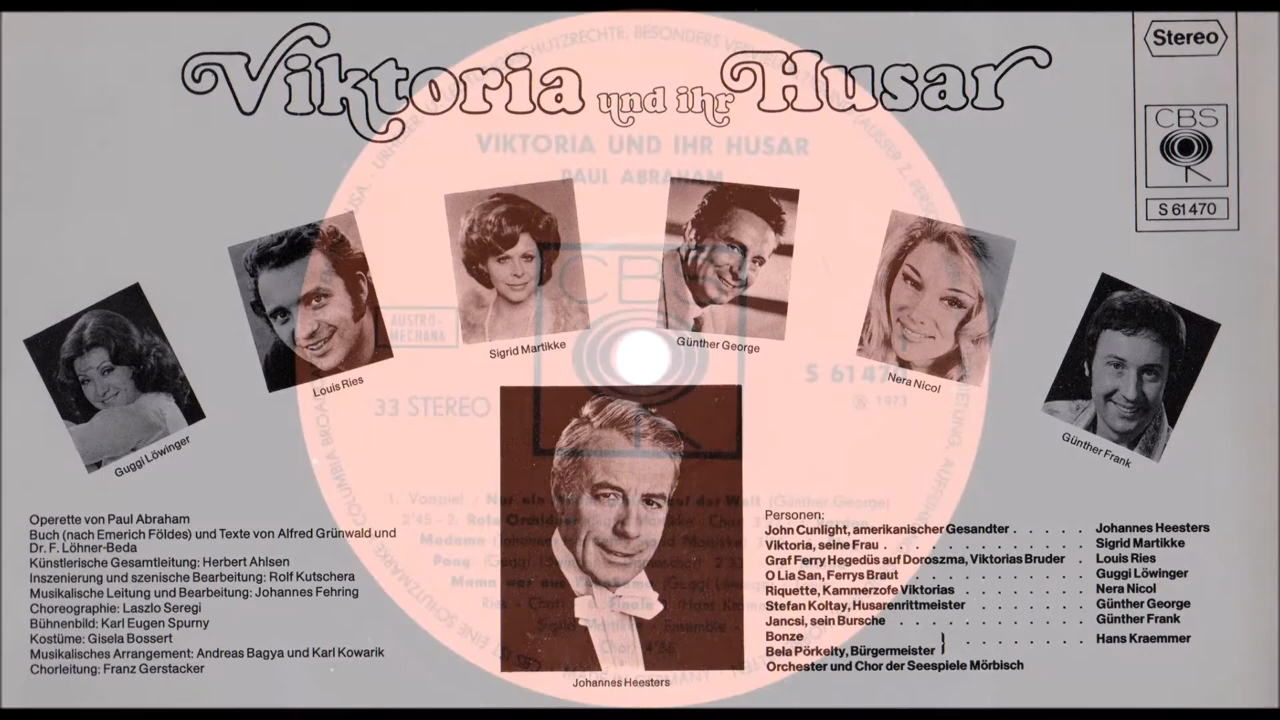 Viktoria und ihr Husar
Stereo
CBS
S 61470
VIKTORIA UND IHR HUSAR
PAUL ABRAHAM
CBS
AUSTRO-
MECHANA
33 STEREO
S 6147
Ⓟ 1973
Guggi Löwinger
Louis Ries
Sigrid Martikke
Günther George
Nera Nicol
Günther Frank
Johannes Heesters
Operette von Paul Abraham
Buch (nach Emerich Földes) und Texte von Alfred Grünwald und
Dr. F. Löhner-Beda
Künstlerische Gesamtleitung: Herbert Ahlsen
Inszenierung und szenische Bearbeitung: Rolf Kutschera
Musikalische Leitung und Bearbeitung: Johannes Fehring
Choreographie: Laszlo Seregi
Bühnenbild: Karl Eugen Spurny
Kostüme: Gisela Bossert
Musikalisches Arrangement: Andreas Bagya und Karl Kowarik
Chorleitung: Franz Gerstacker
Personen:
John Cunlight, amerikanischer Gesandter . . . . . Johannes Heesters
Viktoria, seine Frau . . . . . . . . . . . . Sigrid Martikke
Graf Ferry Hegedüs auf Doroszma, Viktorias Bruder . Louis Ries
O Lia San, Ferrys Braut . . . . . . . . . . Guggi Löwinger
Riquette, Kammerzofe Viktorias . . . . . . . Nera Nicol
Stefan Koltay, Husarenrittmeister . . . . . . . Günther George
Jancsi, sein Bursche . . . . . . . . . . . Günther Frank
Bonze
Bela Pörkelty, Bürgermeister } . . . . . . . . Hans Kraemmer
Orchester und Chor der Seespiele Mörbisch